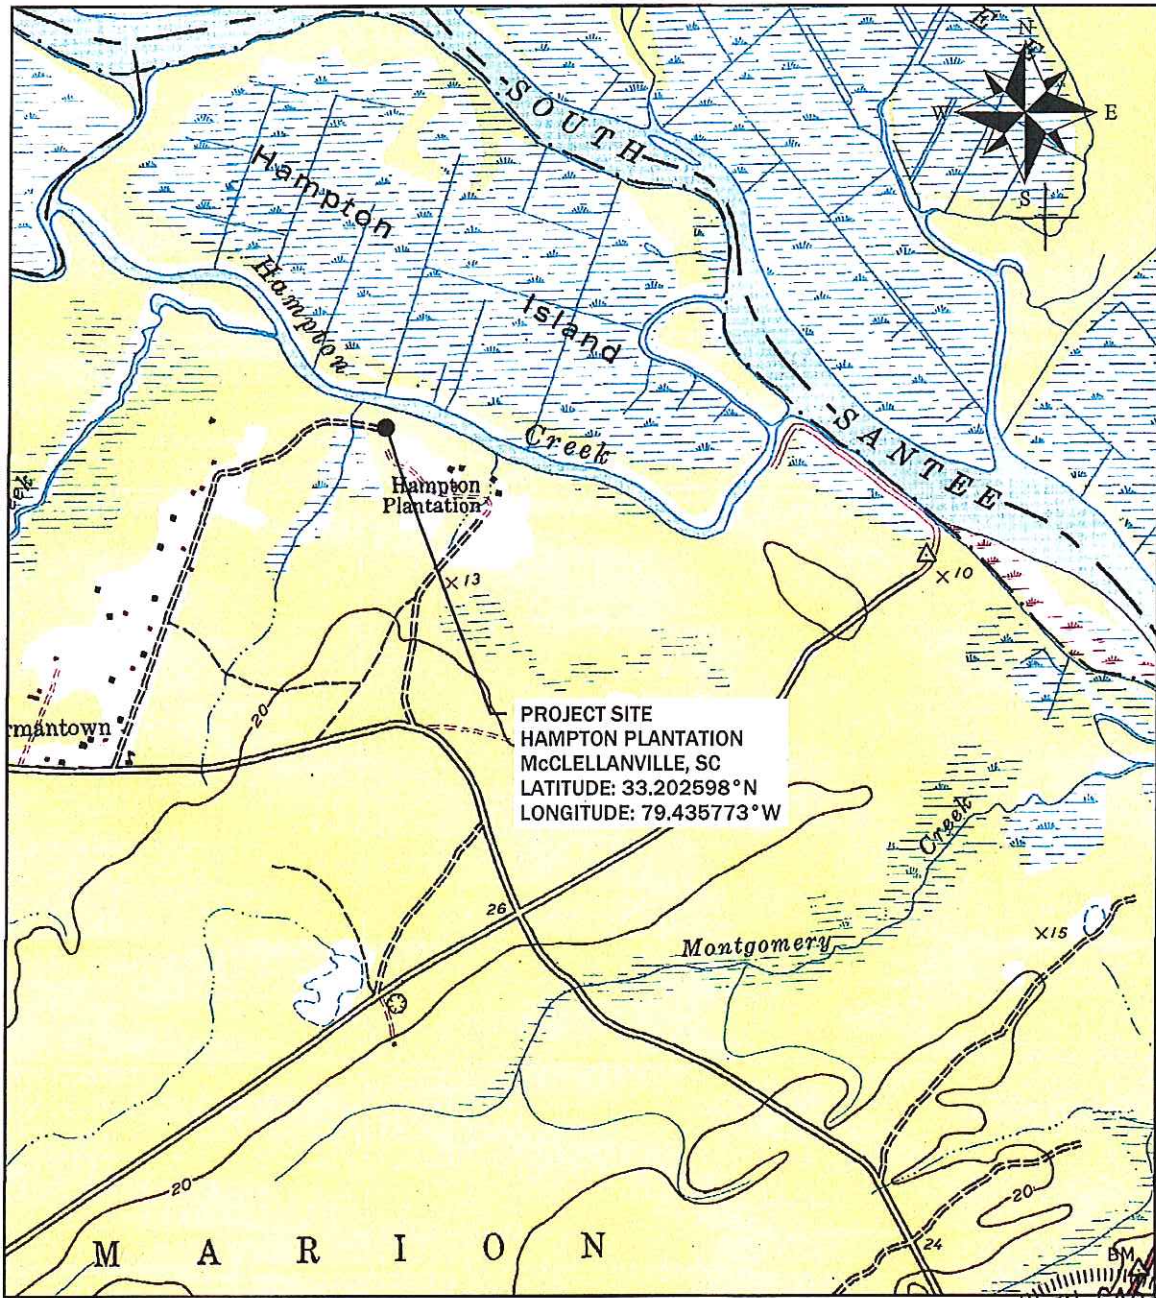 N
W
E
S
SOUTH
SANTEE
Hampton
Island
Hampton
Creek
Hampton
Plantation
13
10
20
rmantown
PROJECT SITE
HAMPTON PLANTATION
McCLELLANVILLE, SC
LATITUDE: 33.202598°N
LONGITUDE: 79.435773°W
Creek
26
Montgomery
15
20
20
24
MARION
BM